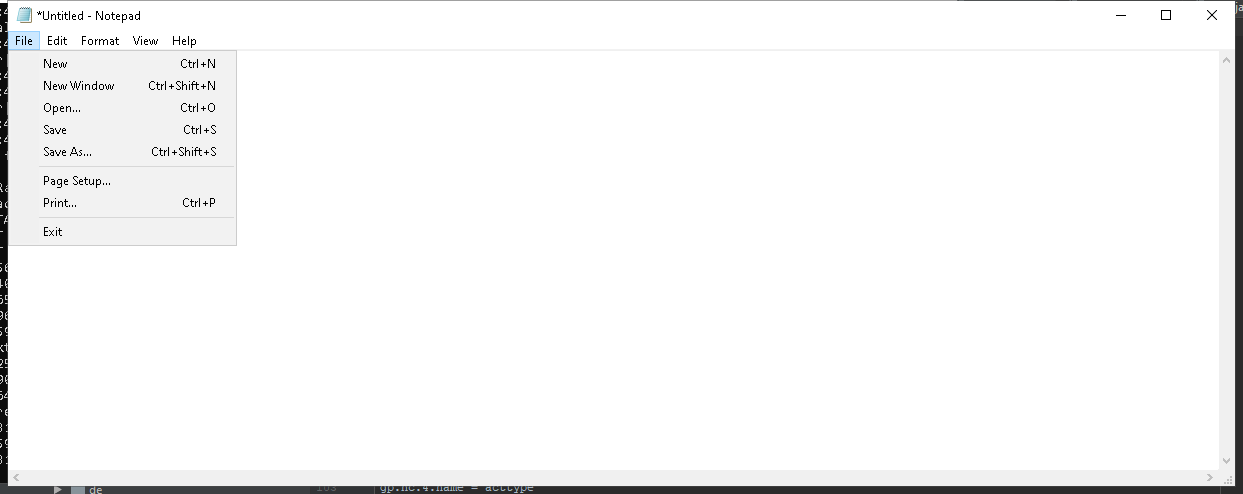 *Untitled - Notepad
File Edit Format View Help
New Ctrl+N
New Window Ctrl+Shift+N
Open... Ctrl+O
Save Ctrl+S
Save As... Ctrl+Shift+S
Page Setup... 
Print... Ctrl+P
Exit
de
gp.nc.4.name = acctype